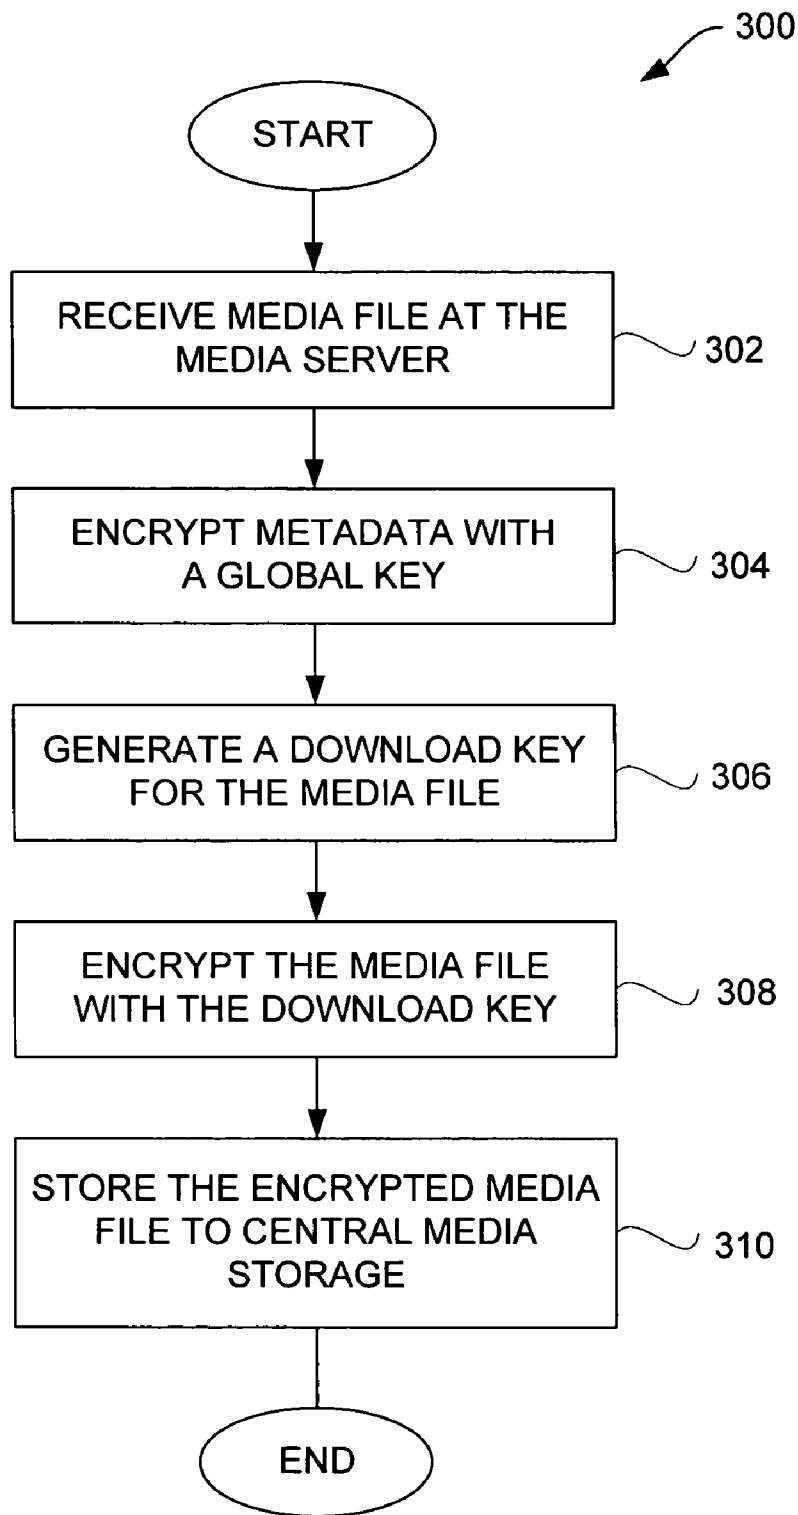 300
START
RECEIVE MEDIA FILE AT THE
MEDIA SERVER
302
ENCRYPT METADATA WITH
A GLOBAL KEY
304
GENERATE A DOWNLOAD KEY
FOR THE MEDIA FILE
306
ENCRYPT THE MEDIA FILE
WITH THE DOWNLOAD KEY
308
STORE THE ENCRYPTED MEDIA
FILE TO CENTRAL MEDIA
STORAGE
310
END